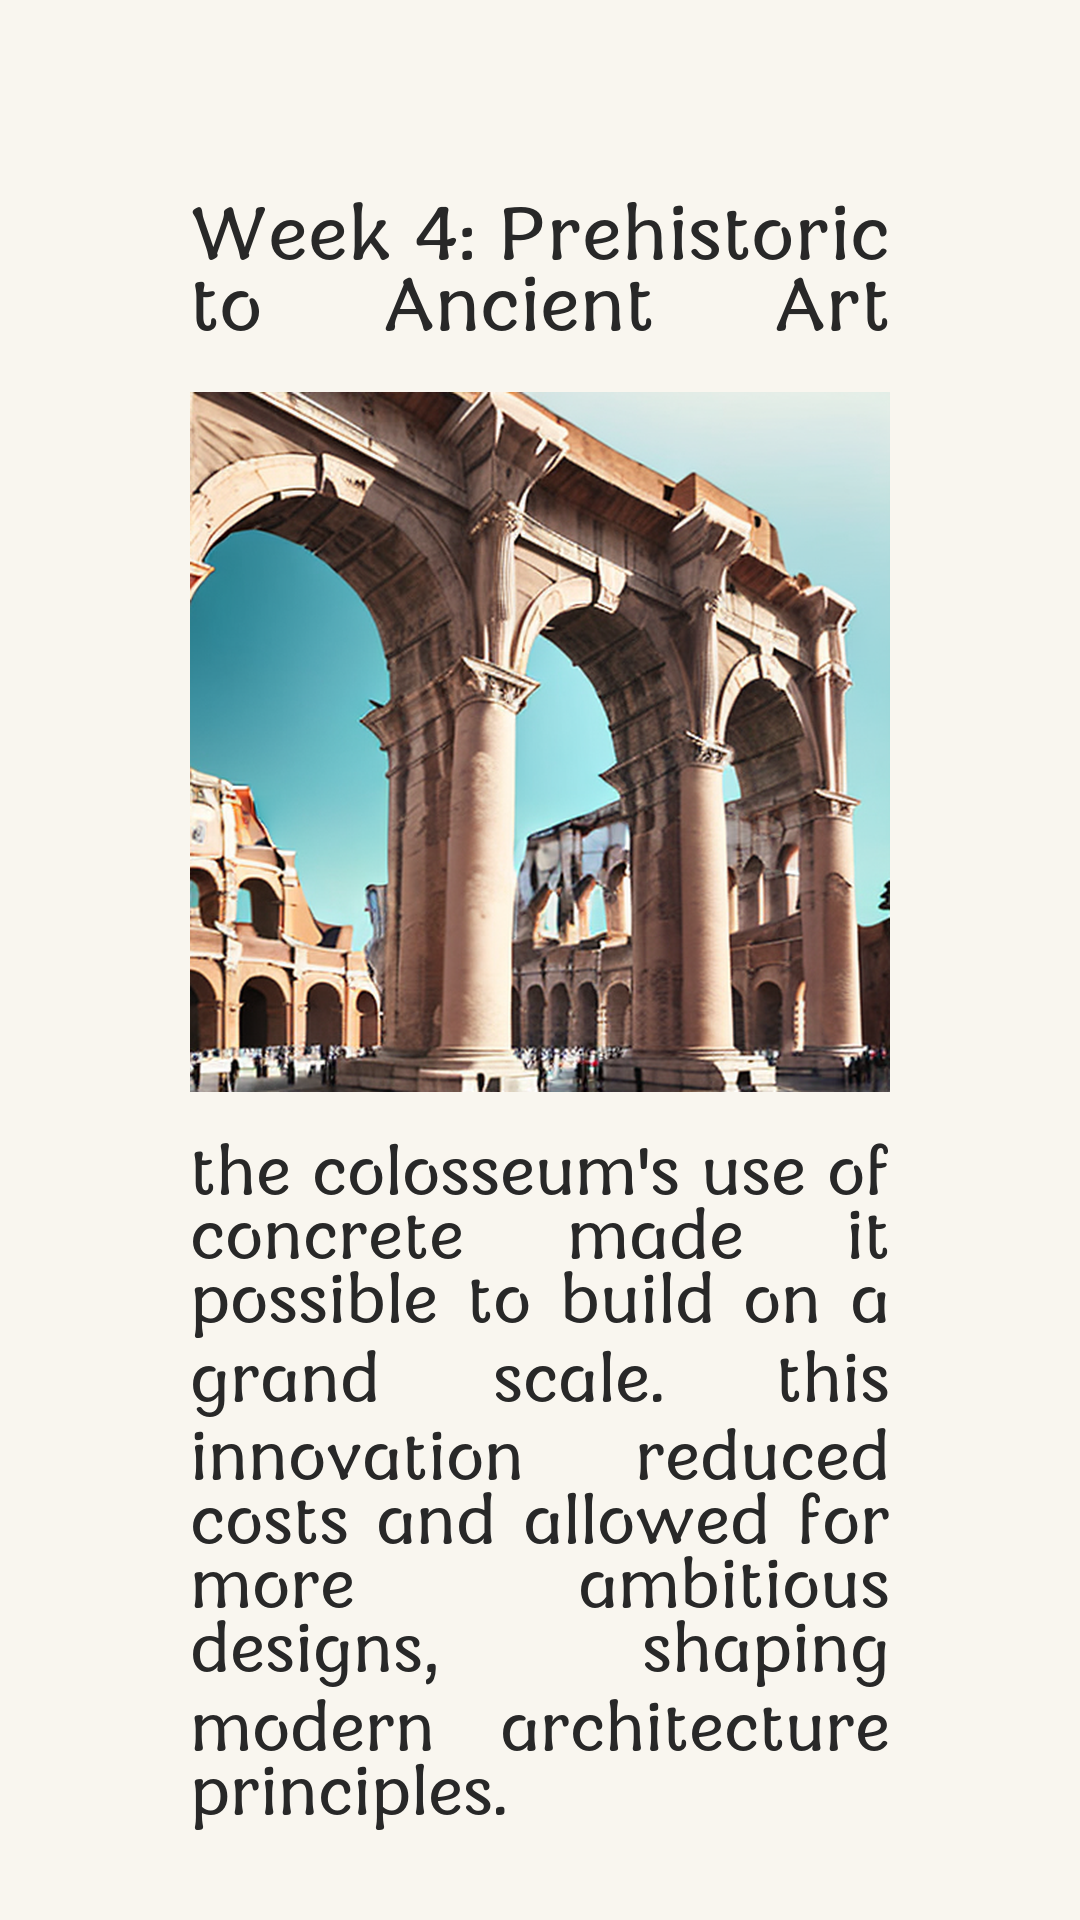 Week 4: Prehistoric
to Ancient Art
the colosseum's use of
concrete made it
possible to build on a
grand scale. this
innovation reduced
costs and allowed for
more ambitious
designs, shaping
modern architecture
principles.